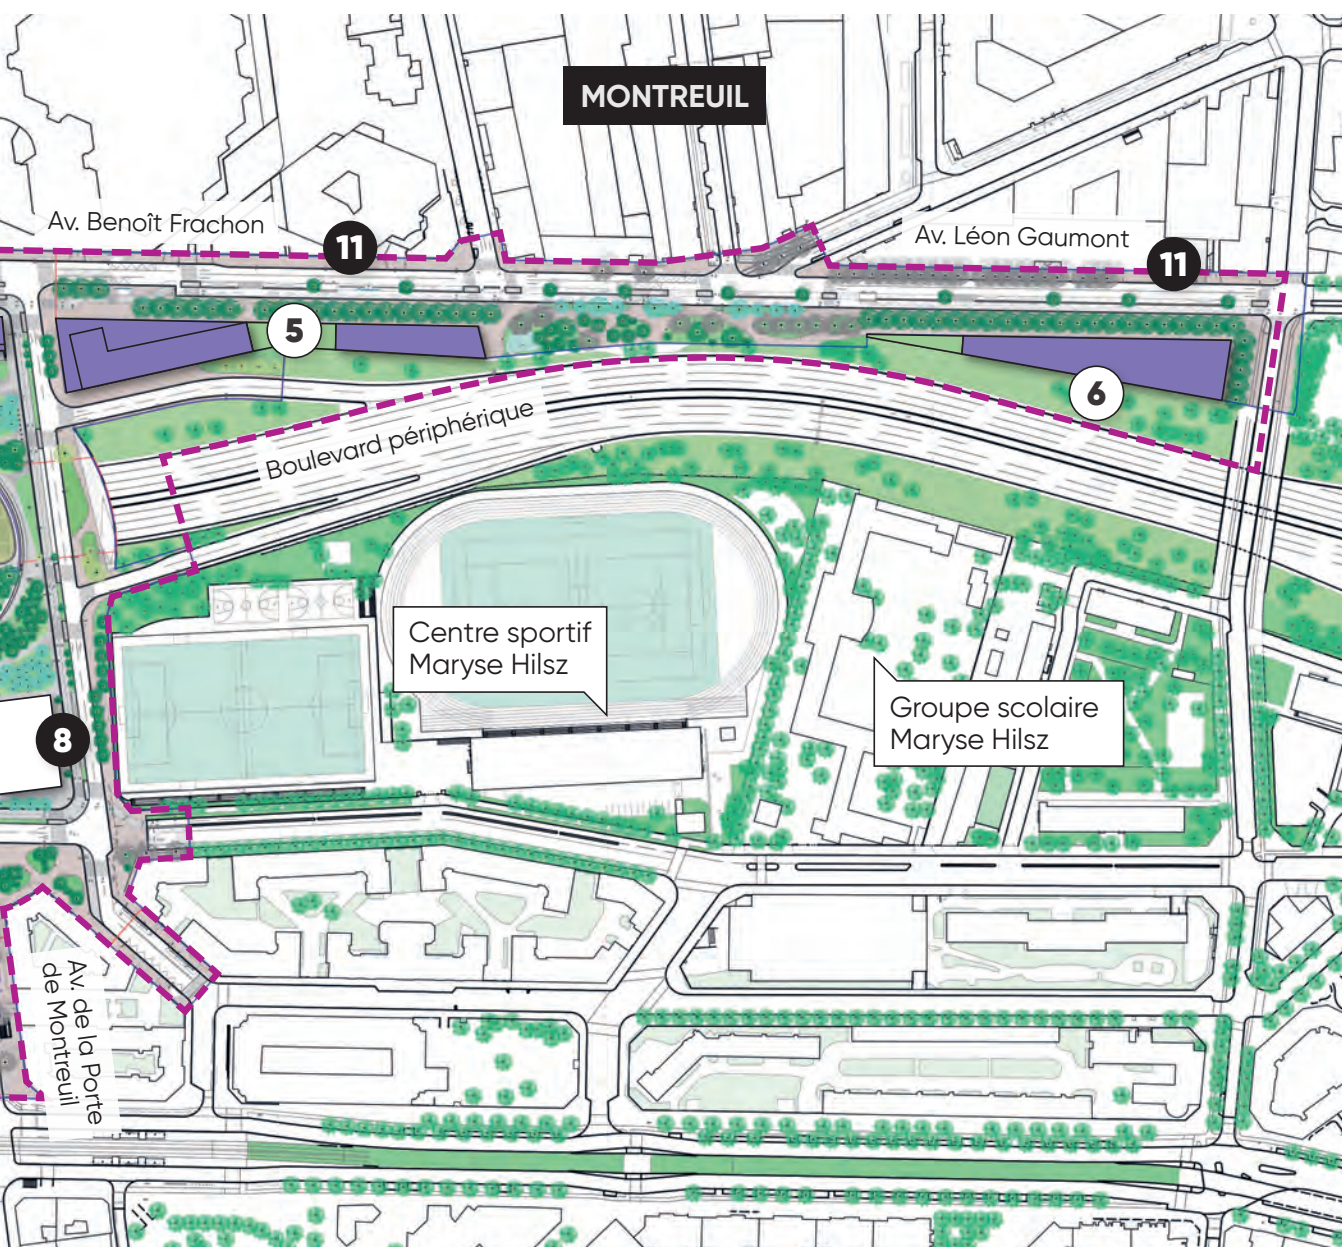 MONTREUIL
Av. Benoît Frachon
11
Av. Léon Gaumont
11
5
6
Boulevard périphérique
Centre sportif
Maryse Hilsz
Groupe scolaire
Maryse Hilsz
8
Av. de la Porte
de Montreuil